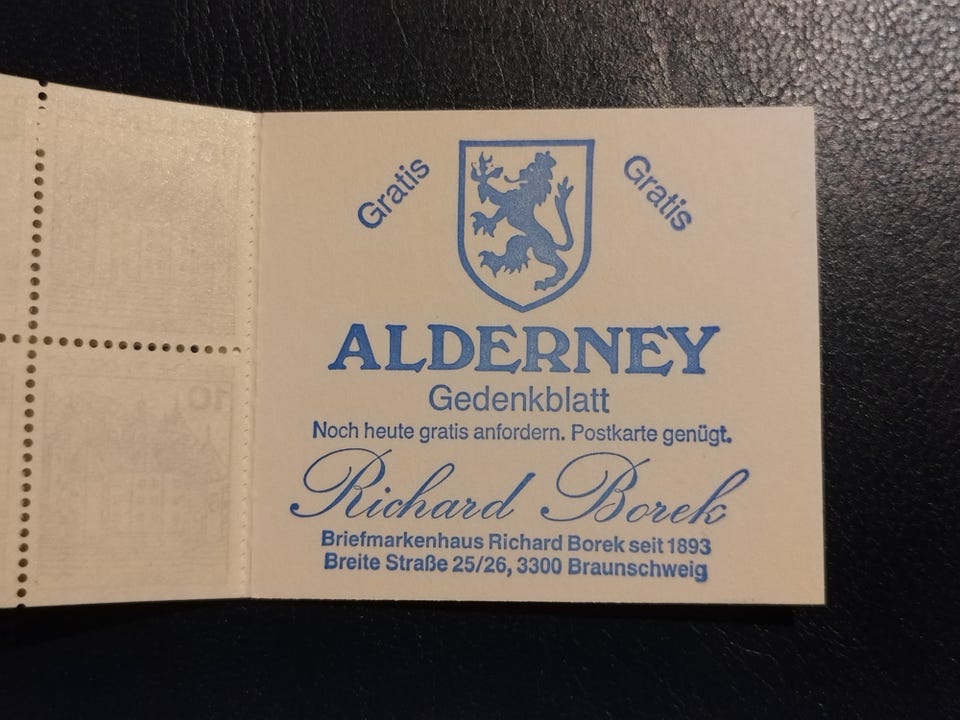 Gratis Gratis
ALDERNEY
Gedenkblatt
Noch heute gratis anfordern. Postkarte genügt.
Richard Borek
Briefmarkenhaus Richard Borek seit 1893
Breite Straße 25/26, 3300 Braunschweig
10